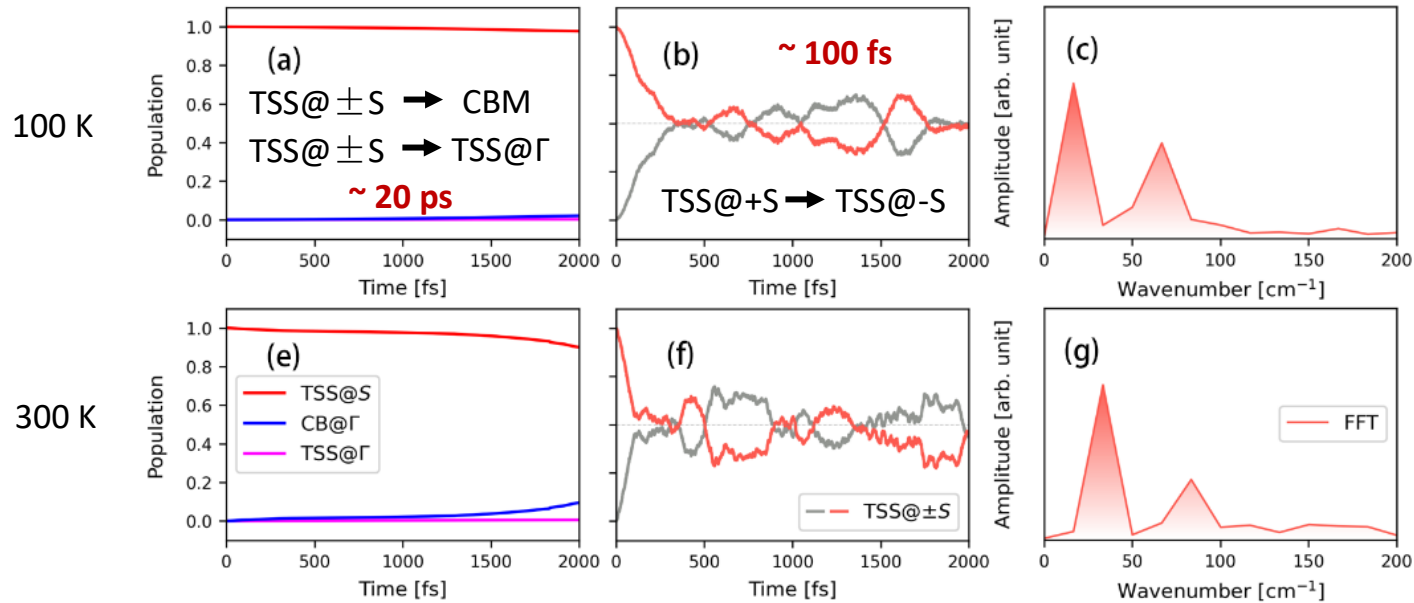 100 K
Population
1.0
0.8
0.6
0.4
0.2
0.0
(a)
TSS@ ±S → CBM
TSS@ ±S → TSS@Γ
~ 20 ps
0 500 1000 1500 2000
Time [fs]
(b)
~ 100 fs
TSS@+S → TSS@-S
0 500 1000 1500 2000
Time [fs]
Amplitude [arb. unit]
(c)
0 50 100 150 200
Wavenumber [cm⁻¹]
300 K
Population
1.0
0.8
0.6
0.4
0.2
0.0
(e)
TSS@S
CB@Γ
TSS@Γ
0 500 1000 1500 2000
Time [fs]
(f)
TSS@±S
0 500 1000 1500 2000
Time [fs]
Amplitude [arb. unit]
(g)
FFT
0 50 100 150 200
Wavenumber [cm⁻¹]